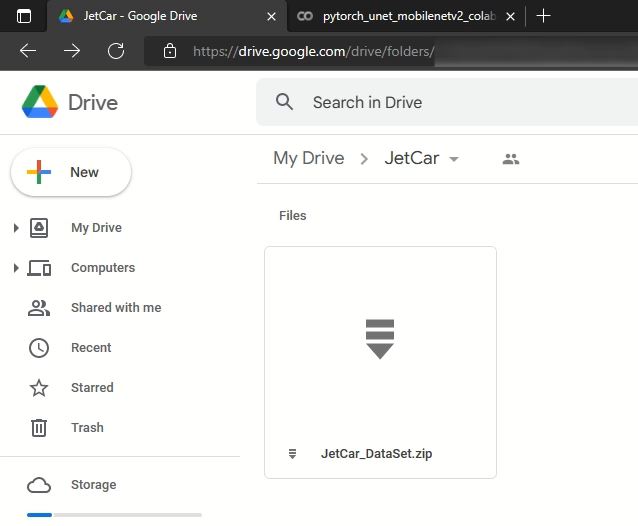 JetCar - Google Drive
pytorch_unet_mobilenetv2_colab
https://drive.google.com/drive/folders/
Drive
Search in Drive
New
My Drive
Computers
Shared with me
Recent
Starred
Trash
Storage
My Drive > JetCar
Files
JetCar_DataSet.zip